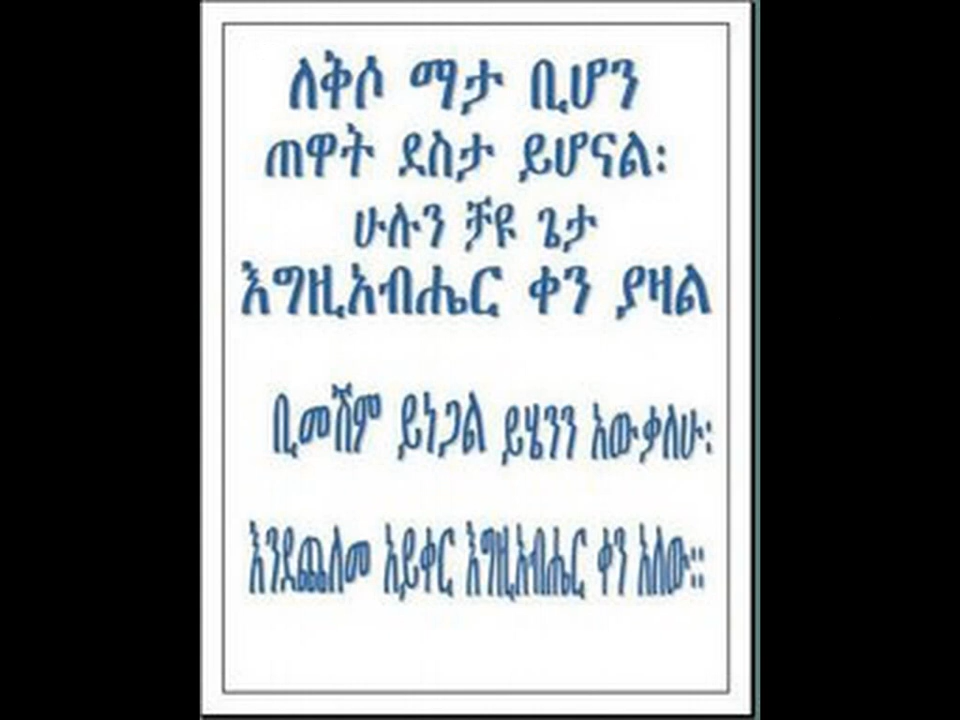 ለቅሶ ማታ ቢሆን
ጠዋት ደስታ ይሆናል፡
ሁሉን ቻዩ ጌታ
እግዚአብሔር ቀን ያዛል
ቢመሽም ይነጋል ይሄንን አውቃለሁ፡
እንደጨለመ አይቀር እግዚአብሔር ቀን አለው።